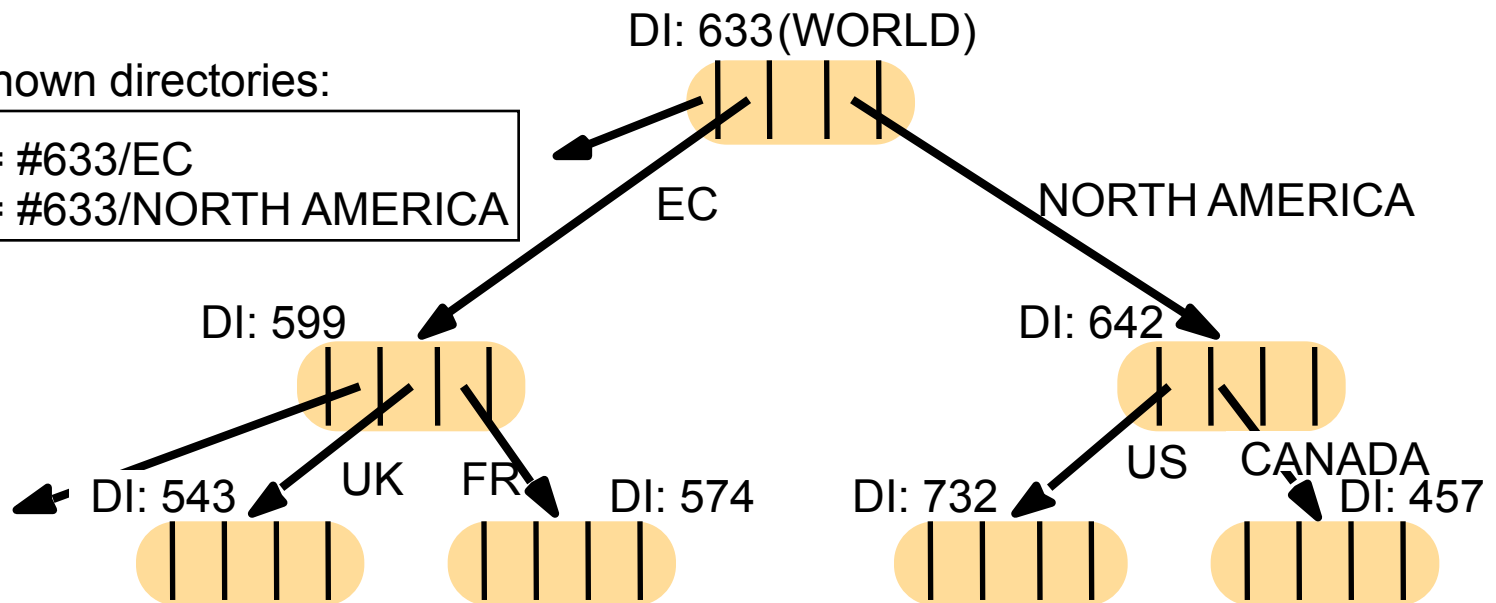 DI: 633 (WORLD)
nown directories:
= #633/EC
= #633/NORTH AMERICA
EC
NORTH AMERICA
DI: 599
DI: 642
UK
FR
US
CANADA
DI: 543
DI: 574
DI: 732
DI: 457